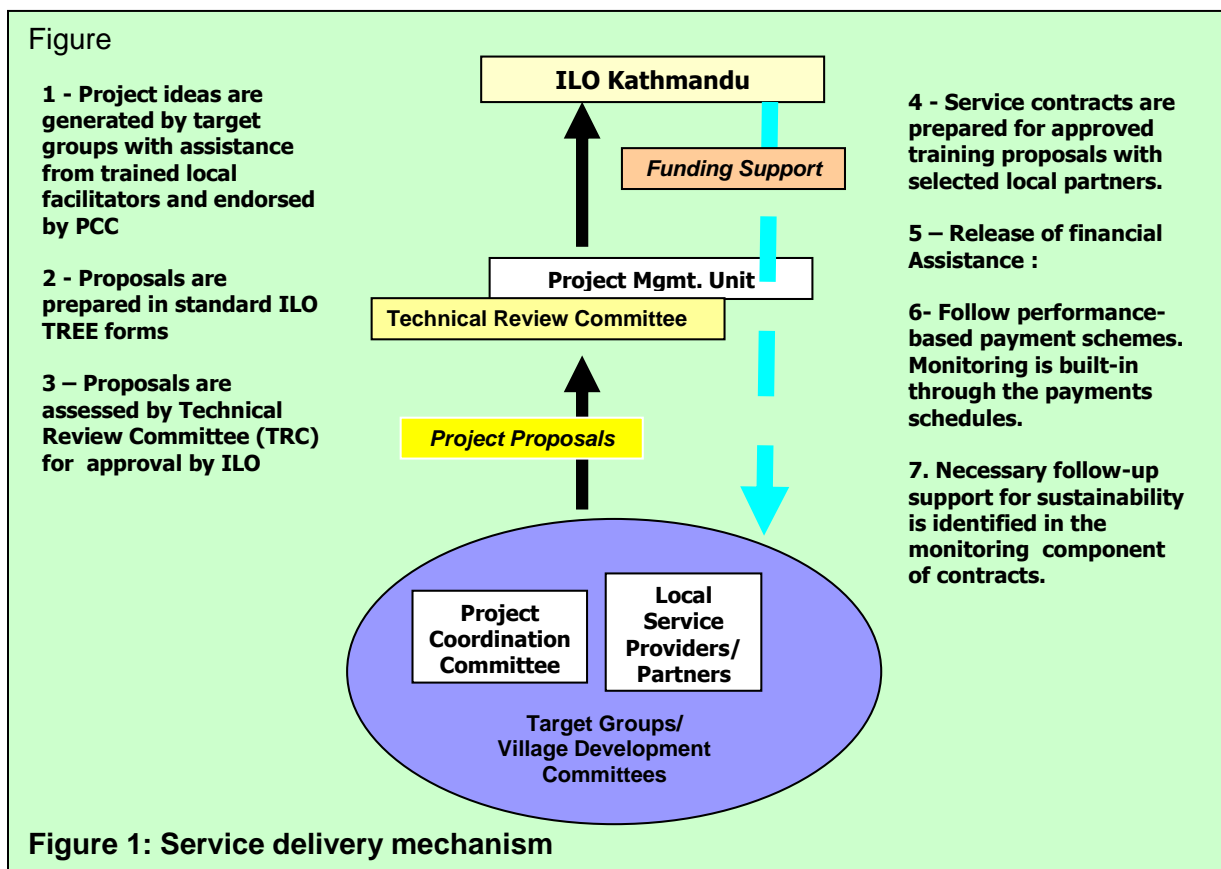 Figure
1 - Project ideas are
generated by target
groups with assistance
from trained local
facilitators and endorsed
by PCC
2 - Proposals are
prepared in standard ILO
TREE forms
3 – Proposals are
assessed by Technical
Review Committee (TRC)
for approval by ILO
ILO Kathmandu
Funding Support
Project Mgmt. Unit
Technical Review Committee
Project Proposals
Project
Coordination
Committee
Local
Service
Providers/
Partners
Target Groups/
Village Development
Committees
4 - Service contracts are
prepared for approved
training proposals with
selected local partners.
5 – Release of financial
Assistance :
6- Follow performance-
based payment schemes.
Monitoring is built-in
through the payments
schedules.
7. Necessary follow-up
support for sustainability
is identified in the
monitoring component
of contracts.
Figure 1: Service delivery mechanism